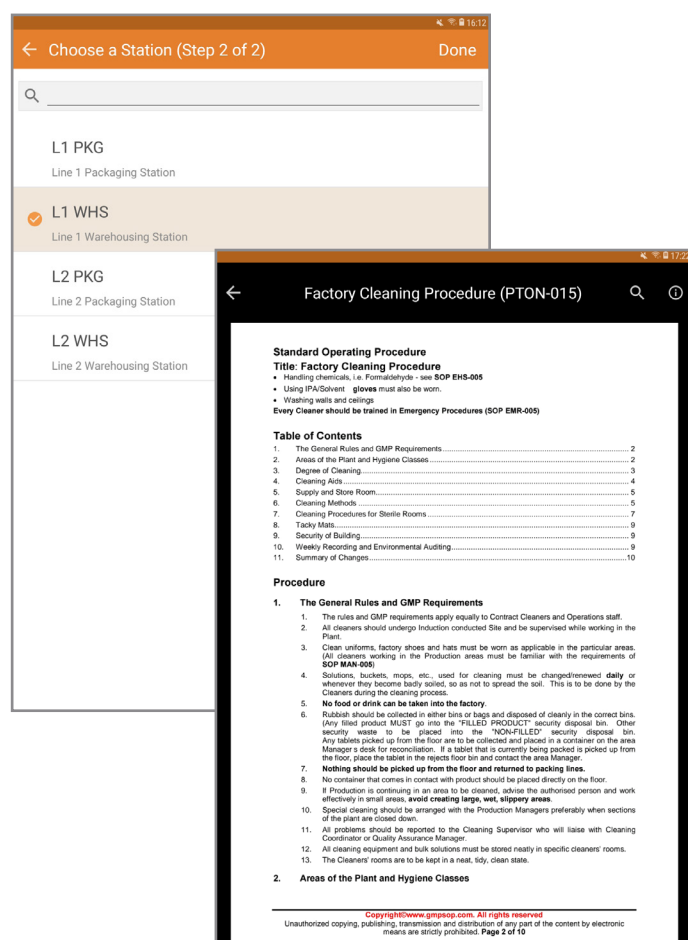 16:12
Choose a Station (Step 2 of 2)
Done
L1 PKG
Line 1 Packaging Station
L1 WHS
Line 1 Warehousing Station
L2 PKG
Line 2 Packaging Station
L2 WHS
Line 2 Warehousing Station
17:22
Factory Cleaning Procedure (PTON-015)
Standard Operating Procedure
Title: Factory Cleaning Procedure
• Handling chemicals, i.e. Formaldehyde - see SOP EHS-005
• Using IPA/Solvent gloves must also be worn.
• Washing walls and ceilings
Every Cleaner should be trained in Emergency Procedures (SOP EMR-005)
Table of Contents
1. The General Rules and GMP Requirements 2
2. Areas of the Plant and Hygiene Classes 2
3. Degree of Cleaning 3
4. Cleaning Aids 4
5. Supply and Store Room 5
6. Cleaning Methods 5
7. Cleaning Procedures for Sterile Rooms 7
8. Tacky Mats 9
9. Security of Building 9
10. Weekly Recording and Environmental Auditing 9
11. Summary of Changes 10
Procedure
1. The General Rules and GMP Requirements
1. The rules and GMP requirements apply equally to Contract Cleaners and Operations staff.
2. All cleaners should undergo Induction conducted Site and be supervised while working in the
Plant.
3. Clean uniforms, factory shoes and hats must be worn as applicable in the particular areas.
(All cleaners working in the Production areas must be familiar with the requirements of
SOP MAN-005)
4. Solutions, buckets, mops, etc., used for cleaning must be changed/renewed daily or
whenever they become badly soiled, so as not to spread the soil. This is to be done by the
Cleaners during the cleaning process.
5. No food or drink can be taken into the factory.
6. Rubbish should be collected in either bins or bags and disposed of cleanly in the correct bins.
(Any filled product MUST go into the "FILLED PRODUCT" security disposal bin. Other
security waste to be placed into the "NON-FILLED" security disposal bin.
Any tablets picked up from the floor are to be collected and placed in a container on the area
Manager's desk for reconciliation. If a tablet that is currently being packed is picked up from
the floor, place the tablet in the rejects floor bin and contact the area Manager.
7. Nothing should be picked up from the floor and returned to packing lines.
8. No container that comes in contact with product should be placed directly on the floor.
9. If Production is continuing in an area to be cleaned, advise the authorised person and work
effectively in small areas, avoid creating large, wet, slippery areas.
10. Special cleaning should be arranged with the Production Managers preferably when sections
of the plant are closed down.
11. All problems should be reported to the Cleaning Supervisor who will liaise with Cleaning
Coordinator or Quality Assurance Manager.
12. All cleaning equipment and bulk solutions must be stored neatly in specific cleaners' rooms.
13. The Cleaners' rooms are to be kept in a neat, tidy, clean state.
2. Areas of the Plant and Hygiene Classes
Copyright©www.gmpsop.com. All rights reserved
Unauthorized copying, publishing, transmission and distribution of any part of the content by electronic
means are strictly prohibited. Page 2 of 10